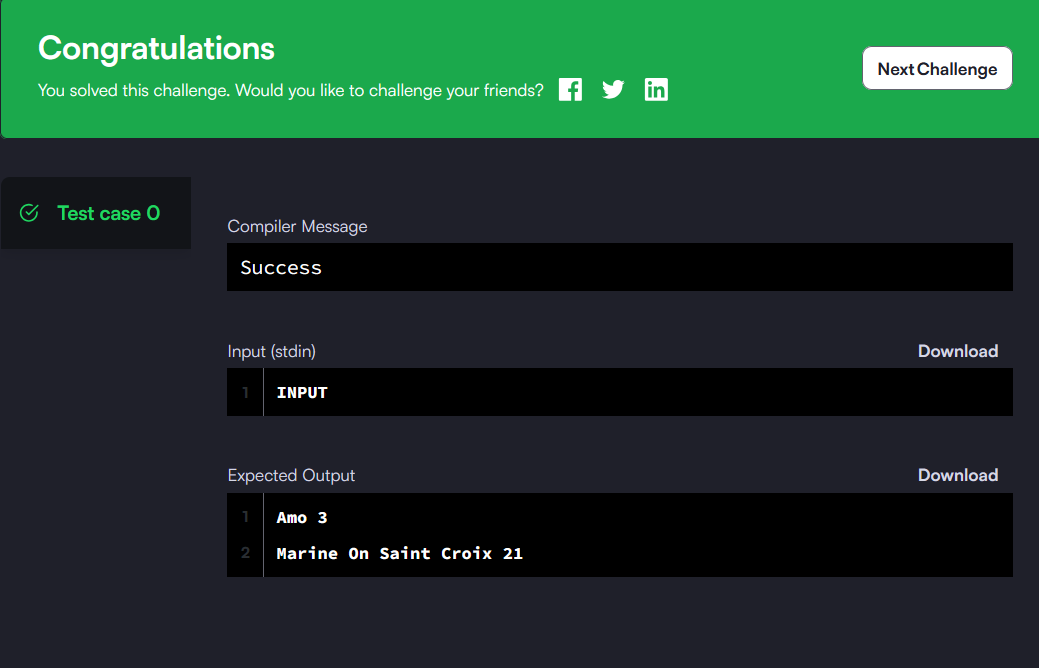 Congratulations
You solved this challenge. Would you like to challenge your friends?
Next Challenge
Test case 0
Compiler Message
Success
Input (stdin)
Download
1 INPUT
Expected Output
Download
1 Amo 3
2 Marine On Saint Croix 21